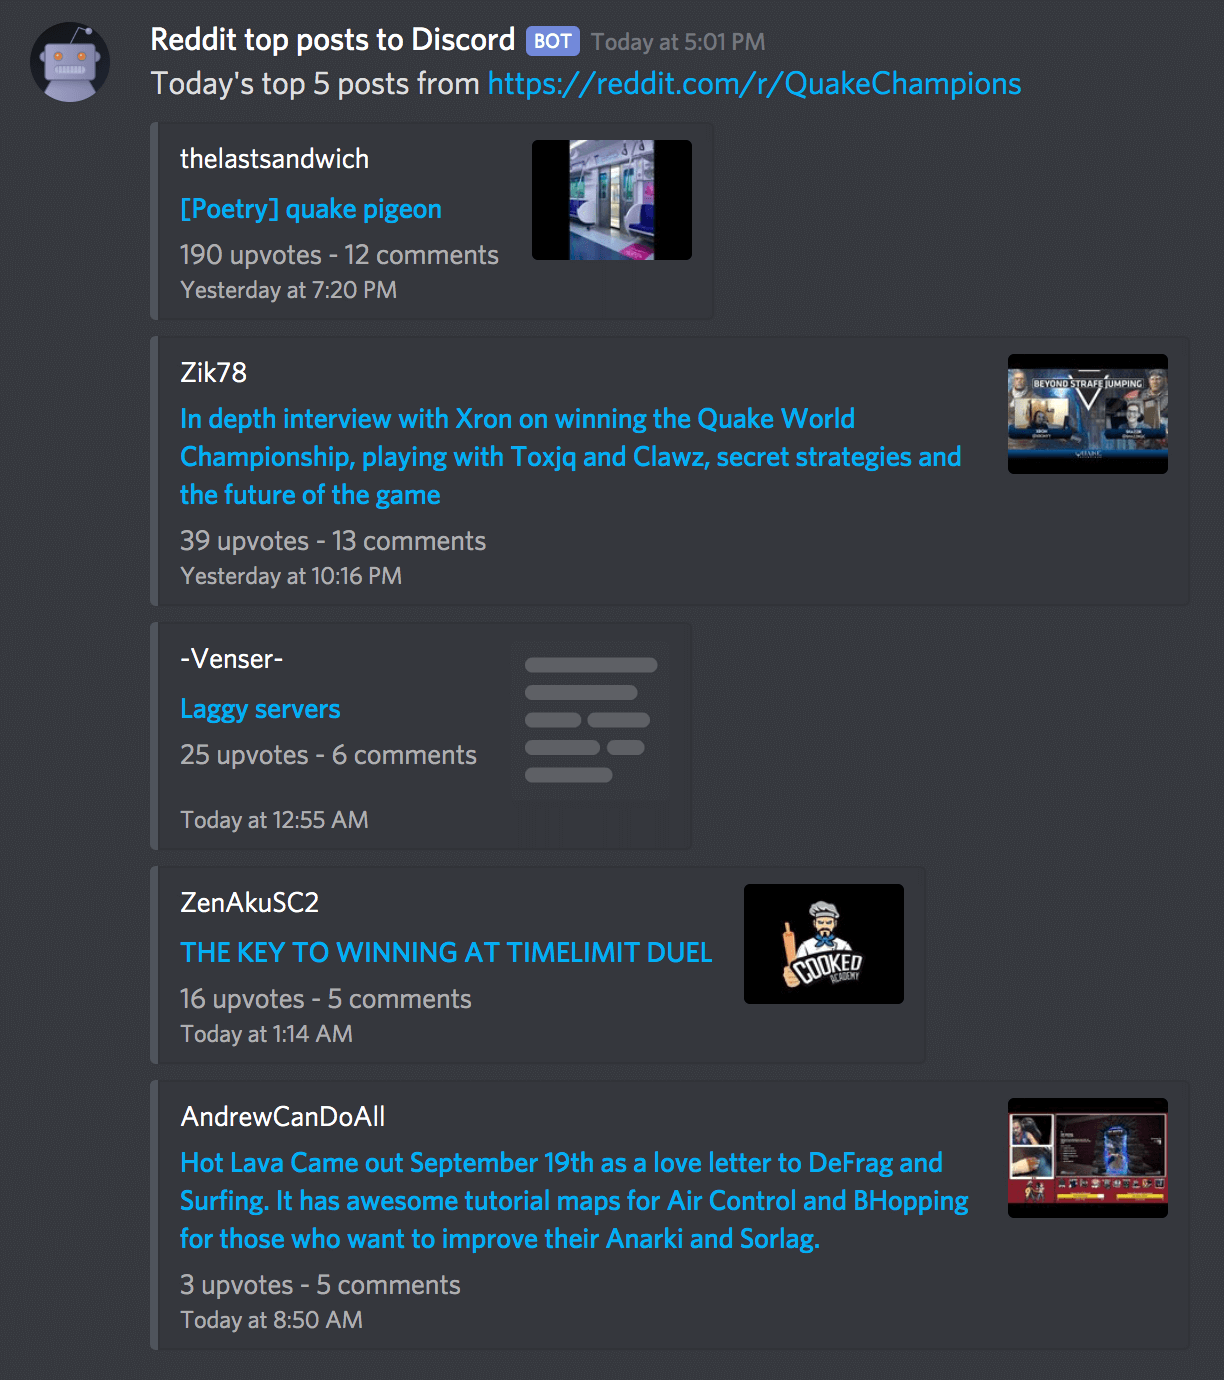 Reddit top posts to Discord BOT Today at 5:01 PM
Today's top 5 posts from https://reddit.com/r/QuakeChampions
thelastsandwich
[Poetry] quake pigeon
190 upvotes - 12 comments
Yesterday at 7:20 PM
Zik78
In depth interview with Xron on winning the Quake World
Championship, playing with Toxjq and Clawz, secret strategies and
the future of the game
39 upvotes - 13 comments
Yesterday at 10:16 PM
BEYOND STRAFE JUMPING
-Venser-
Laggy servers
25 upvotes - 6 comments
Today at 12:55 AM
ZenAkuSC2
THE KEY TO WINNING AT TIMELIMIT DUEL
16 upvotes - 5 comments
Today at 1:14 AM
COOKED
ACADEMY
AndrewCanDoAll
Hot Lava Came out September 19th as a love letter to DeFrag and
Surfing. It has awesome tutorial maps for Air Control and BHopping
for those who want to improve their Anarki and Sorlag.
3 upvotes - 5 comments
Today at 8:50 AM